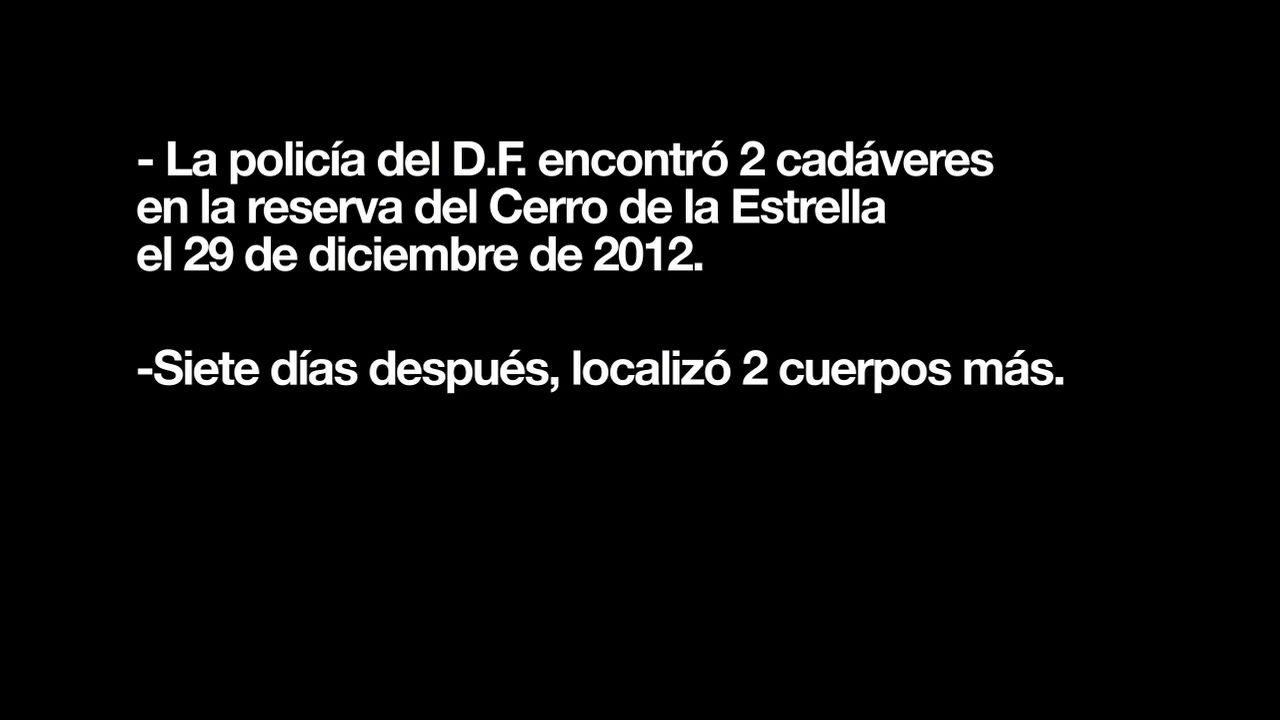 - La policía del D.F. encontró 2 cadáveres
en la reserva del Cerro de la Estrella
el 29 de diciembre de 2012.
-Siete días después, localizó 2 cuerpos más.